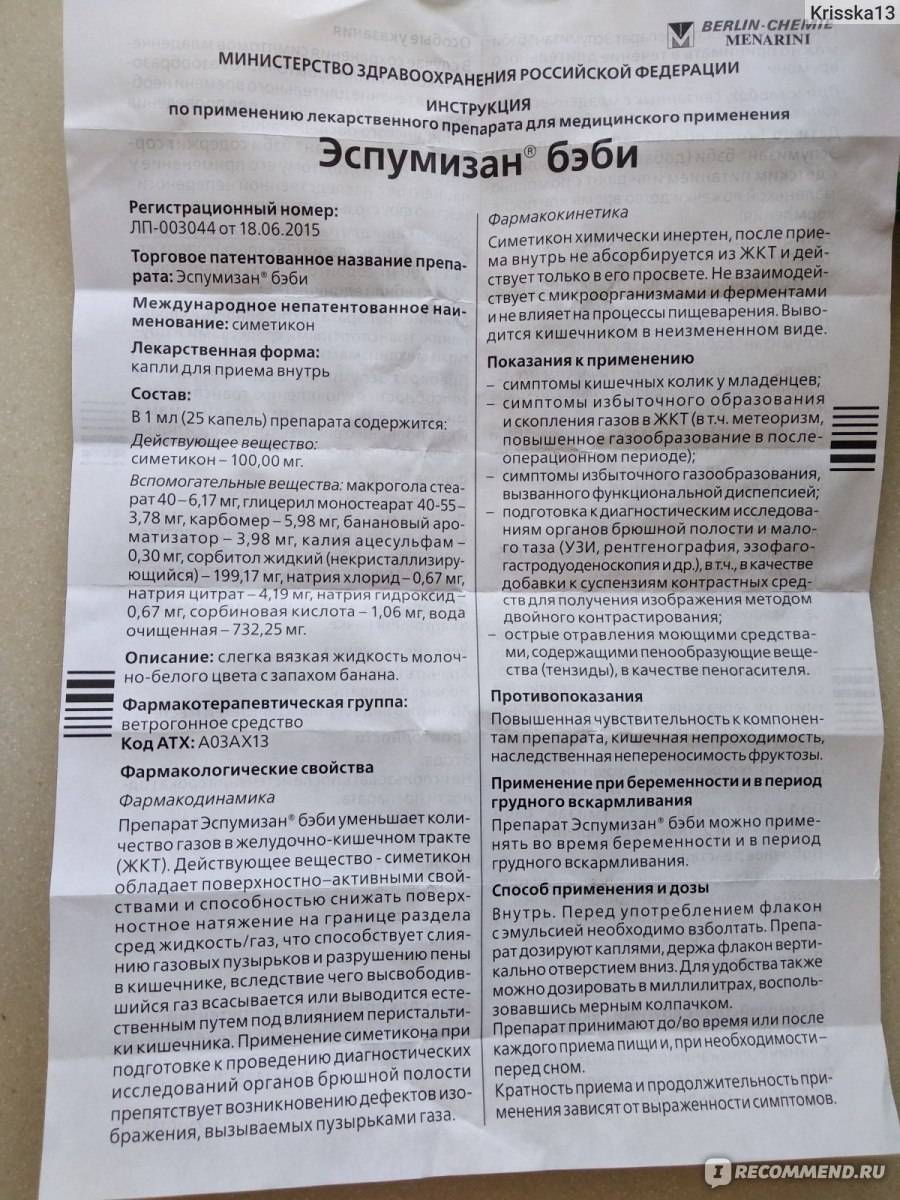 Krisska13
BERLIN-CHEMIE
MENARINI
МИНИСТЕРСТВО ЗДРАВООХРАНЕНИЯ РОССИЙСКОЙ ФЕДЕРАЦИИ
ИНСТРУКЦИЯ
по применению лекарственного препарата для медицинского применения
Эспумизан® бэби
Регистрационный номер:
ЛП-003044 от 18.06.2015
Торговое патентованное название препа-
рата: Эспумизан® бэби
Международное непатентованное наи-
менование: симетикон
Лекарственная форма:
капли для приема внутрь
Состав:
В 1 мл (25 капель) препарата содержится:
Действующее вещество:
симетикон – 100,00 мг.
Вспомогательные вещества: макрогола стеа-
рат 40 – 6,17 мг, глицерил моностеарат 40-55 –
3,78 мг, карбомер – 5,98 мг, банановый аро-
матизатор – 3,98 мг, калия ацесульфам –
0,30 мг, сорбитол жидкий (некристаллизиру-
ющийся) – 199,17 мг, натрия хлорид – 0,67 мг,
натрия цитрат – 4,19 мг, натрия гидроксид –
0,67 мг, сорбиновая кислота – 1,06 мг, вода
очищенная – 732,25 мг.
Описание: слегка вязкая жидкость молоч-
но-белого цвета с запахом банана.
Фармакотерапевтическая группа:
ветрогонное средство
Код АТХ: A03AX13
Фармакологические свойства
Фармакодинамика
Препарат Эспумизан® бэби уменьшает коли-
чество газов в желудочно-кишечном тракте
(ЖКТ). Действующее вещество - симетикон
обладает поверхностно–активными свой-
ствами и способностью снижать поверх-
ностное натяжение на границе раздела
сред жидкость/газ, что способствует слия-
нию газовых пузырьков и разрушению пены
в кишечнике, вследствие чего высвободив-
шийся газ всасывается или выводится есте-
ственным путем под влиянием перистальти-
ки кишечника. Применение симетикона при
подготовке к проведению диагностических
исследований органов брюшной полости
препятствует возникновению дефектов изо-
бражения, вызываемых пузырьками газа.
Фармакокинетика
Симетикон химически инертен, после прие-
ма внутрь не абсорбируется из ЖКТ и дей-
ствует только в его просвете. Не взаимодей-
ствует с микроорганизмами и ферментами
и не влияет на процессы пищеварения. Выво-
дится кишечником в неизмененном виде.
Показания к применению
– симптомы кишечных колик у младенцев;
– симптомы избыточного образования
и скопления газов в ЖКТ (в т.ч. метеоризм,
повышенное газообразование в после-
операционном периоде);
– симптомы избыточного газообразования,
вызванного функциональной диспепсией;
– подготовка к диагностическим исследова-
ниям органов брюшной полости и мало-
го таза (УЗИ, рентгенография, эзофаго-
гастродуоденоскопия и др.), в т.ч., в качестве
добавки к суспензиям контрастных сред-
ств для получения изображения методом
двойного контрастирования;
– острые отравления моющими средства-
ми, содержащими пенообразующие веще-
ства (тензиды), в качестве пеногасителя.
Противопоказания
Повышенная чувствительность к компонен-
там препарата, кишечная непроходимость,
наследственная непереносимость фруктозы.
Применение при беременности и в период
грудного вскармливания
Препарат Эспумизан® бэби можно приме-
нять во время беременности и в период
грудного вскармливания.
Способ применения и дозы
Внутрь. Перед употреблением флакон
с эмульсией необходимо взболтать. Препа-
рат дозируют каплями, держа флакон верти-
кально отверстием вниз. Для удобства также
можно дозировать в миллилитрах, восполь-
зовавшись мерным колпачком.
Препарат принимают до/во время или после
каждого приема пищи и, при необходимости –
перед сном.
Кратность приема и продолжительность при-
менения зависят от выраженности симптомов.
I RECOMMEND.RU